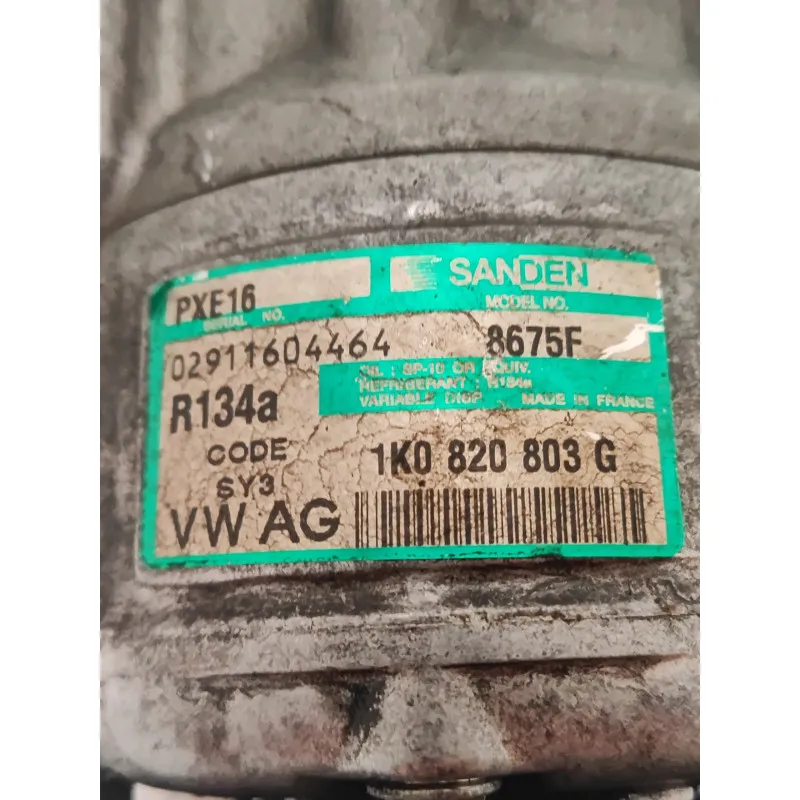 SANDEN
PXE16
MODEL NO.
SERIAL NO.
02911604464
8675F
OIL : SP-10 OR EQUIV.
REFRIGERANT : R134a
VARIABLE DISP. MADE IN FRANCE
R134a
CODE
SY3
1K0 820 803 G
VW AG